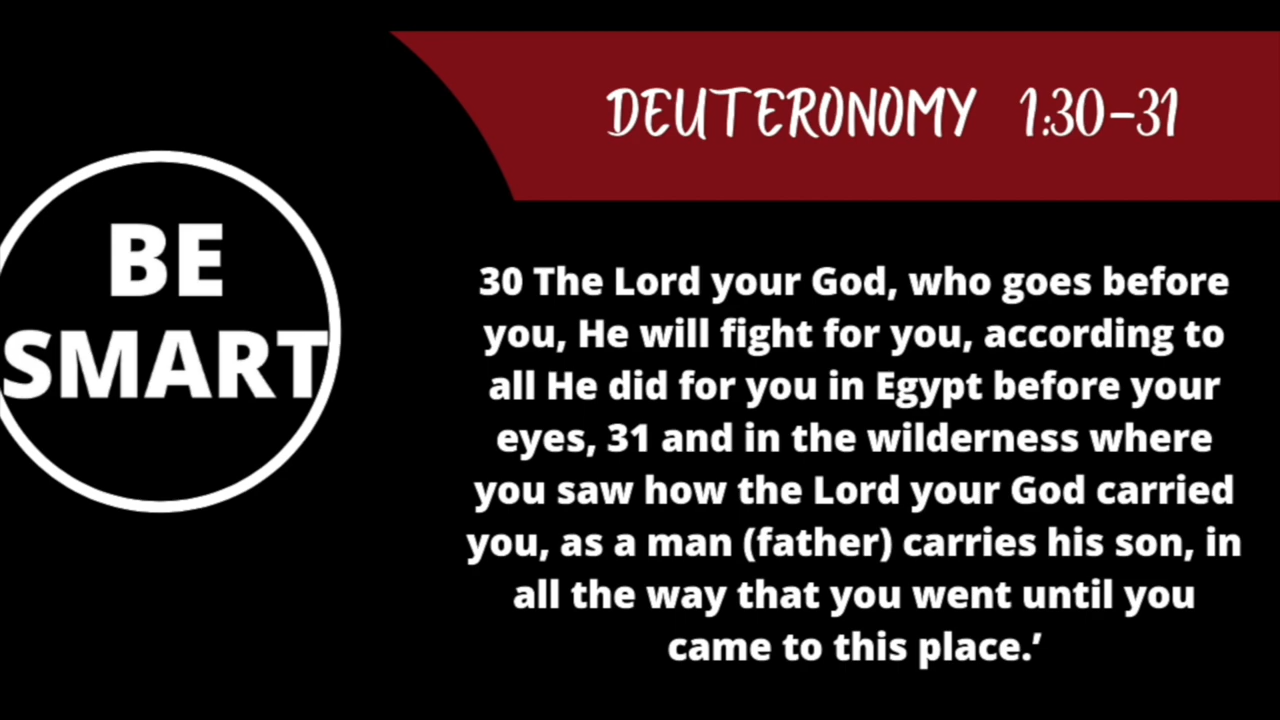 BE
SMART
DEUTERONOMY 1:30-31
30 The Lord your God, who goes before
you, He will fight for you, according to
all He did for you in Egypt before your
eyes, 31 and in the wilderness where
you saw how the Lord your God carried
you, as a man (father) carries his son, in
all the way that you went until you
came to this place.’